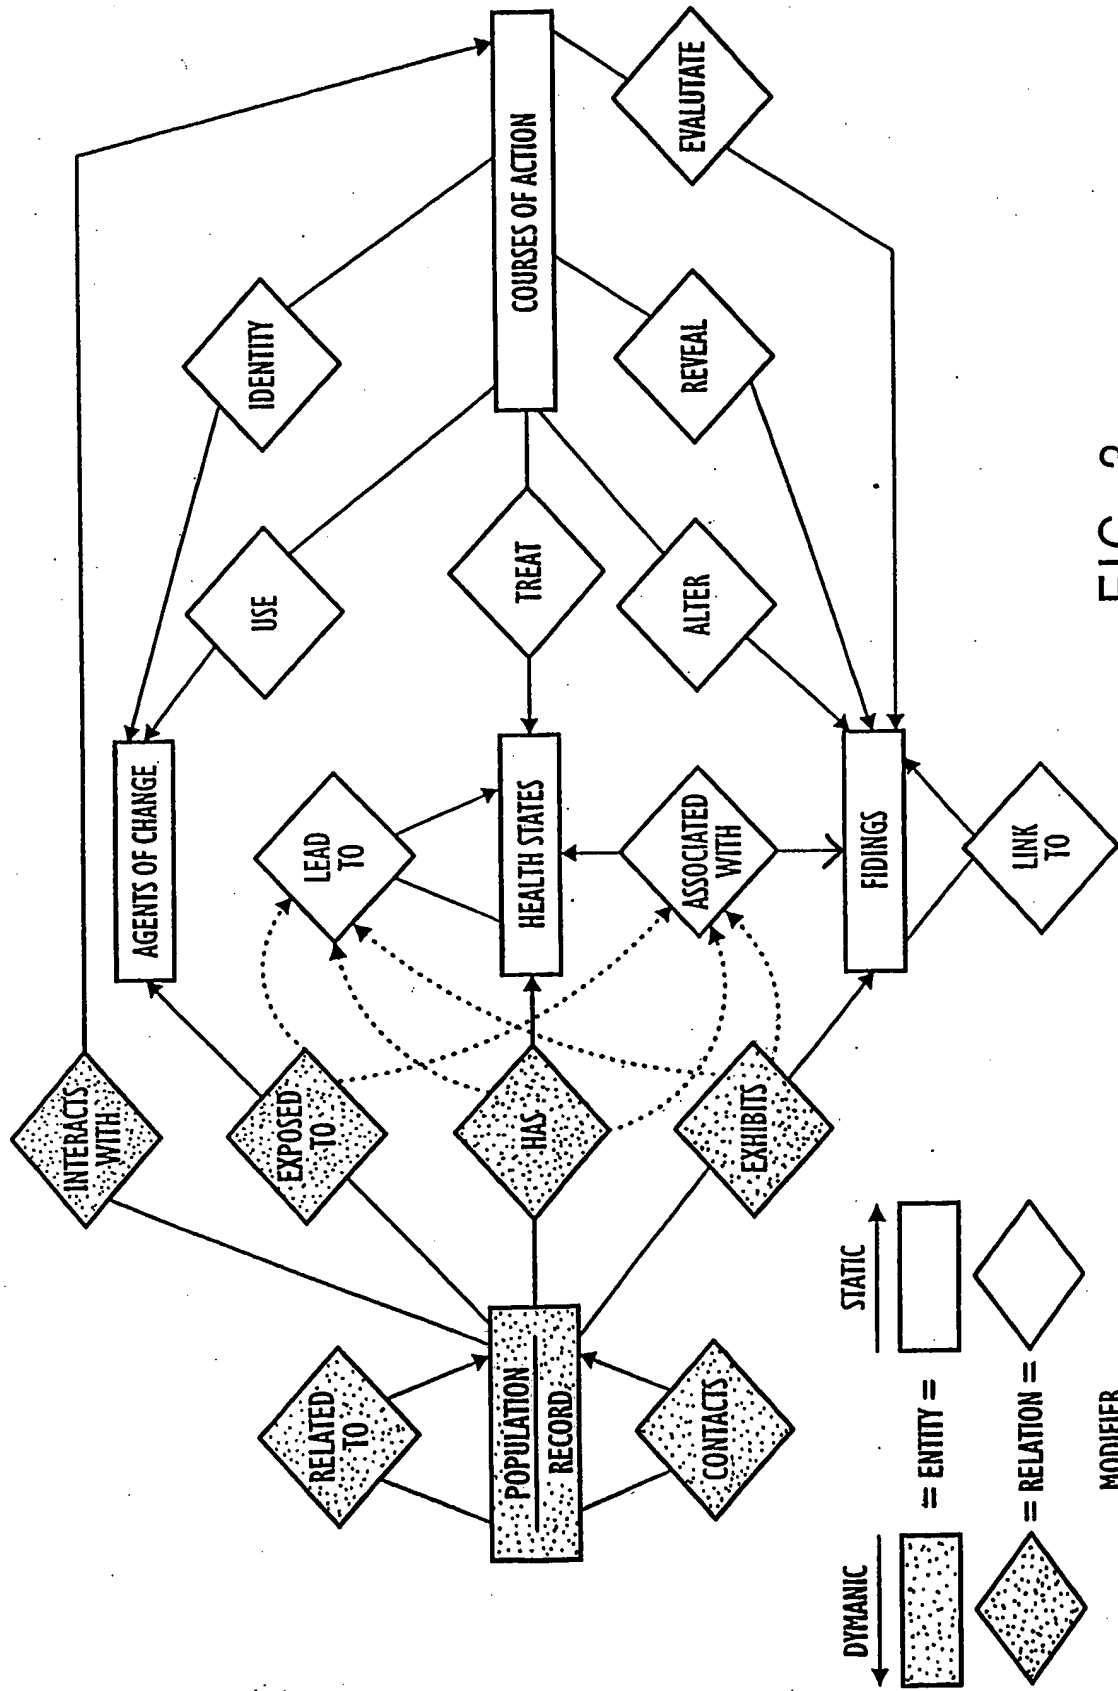 INTERACTS
WITH
RELATED
TO
EXPOSED
TO
AGENTS OF CHANGE
USE
IDENTITY
LEAD
TO
POPULATION
RECORD
HAS
HEALTH STATES
TREAT
COURSES OF ACTION
CONTACTS
EXHIBITS
ASSOCIATED
WITH
ALTER
REVEAL
EVALUTATE
FIDINGS
LINK
TO
DYMANIC
STATIC
= ENTITY =
= RELATION =
MODIFIER
FIG.